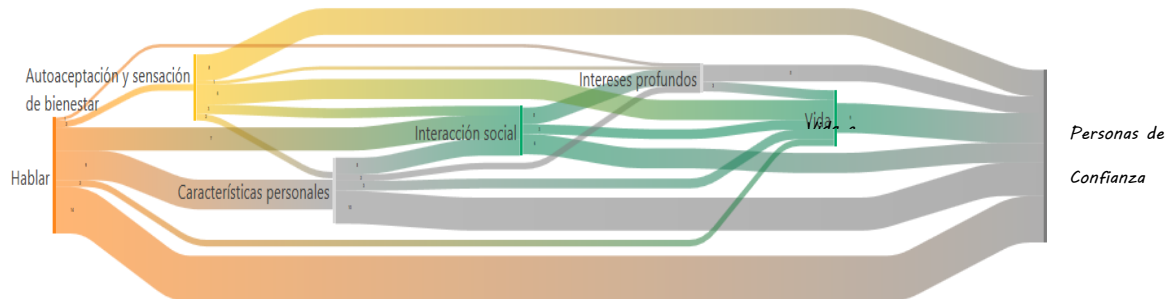 Autoaceptación y sensación
de bienestar
Intereses profundos
Vida
Interacción social
Personas de
Confianza
Hablar
Características personales